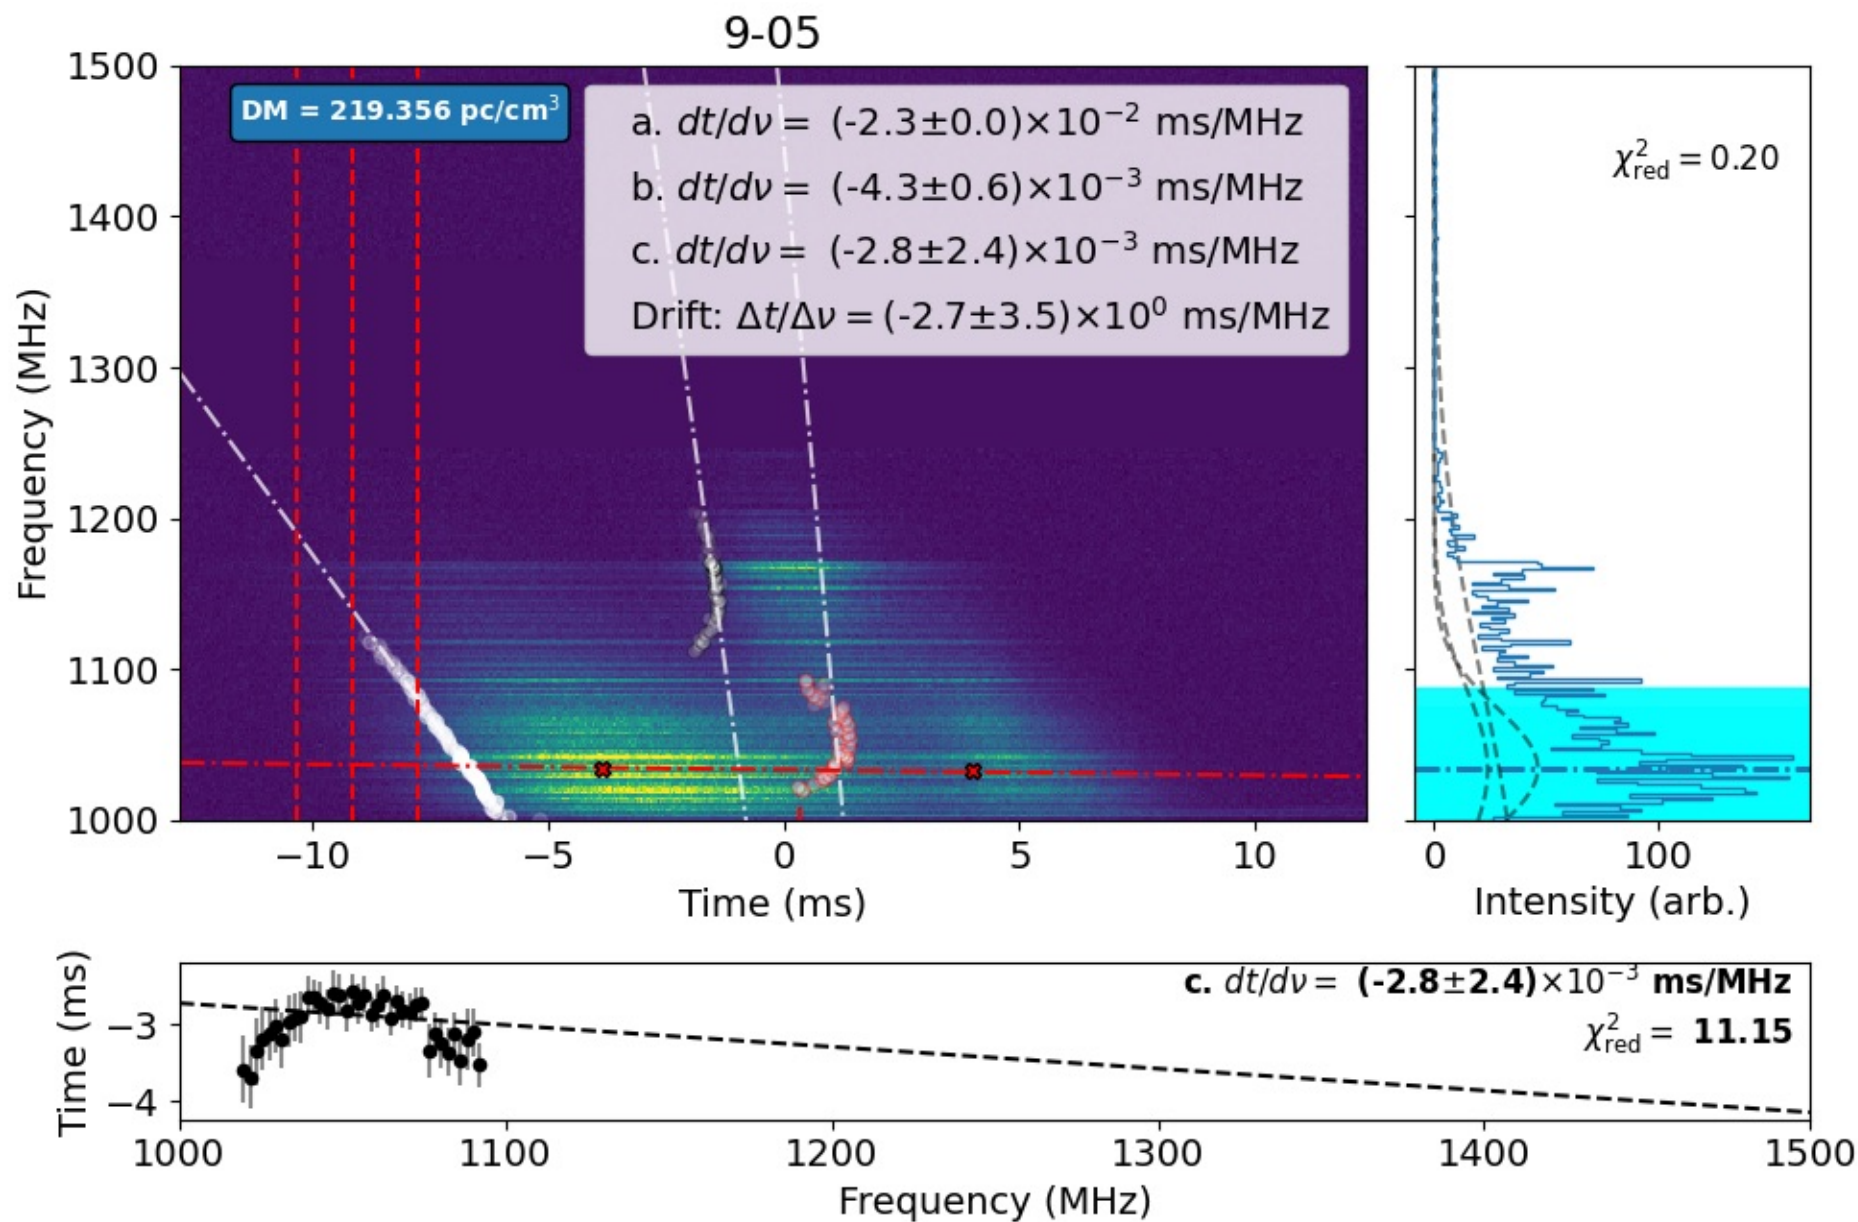 9-05
DM = 219.356 pc/cm³
a. dt/dν = (-2.3±0.0)×10⁻² ms/MHz
b. dt/dν = (-4.3±0.6)×10⁻³ ms/MHz
c. dt/dν = (-2.8±2.4)×10⁻³ ms/MHz
Drift: Δt/Δν = (-2.7±3.5)×10⁰ ms/MHz
1500
1400
1300
1200
1100
1000
Frequency (MHz)
−10 −5 0 5 10
Time (ms)
χ²red = 0.20
0 100
Intensity (arb.)
c. dt/dν = (-2.8±2.4)×10⁻³ ms/MHz
χ²red = 11.15
−3
−4
Time (ms)
1000 1100 1200 1300 1400 1500
Frequency (MHz)